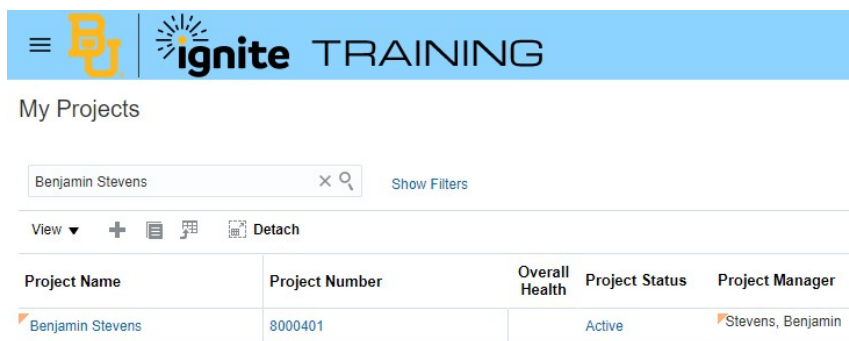 BU ignite TRAINING
My Projects
Benjamin Stevens Show Filters
View Detach
Project Name Project Number Overall Health Project Status Project Manager
Benjamin Stevens 8000401 Active Stevens, Benjamin